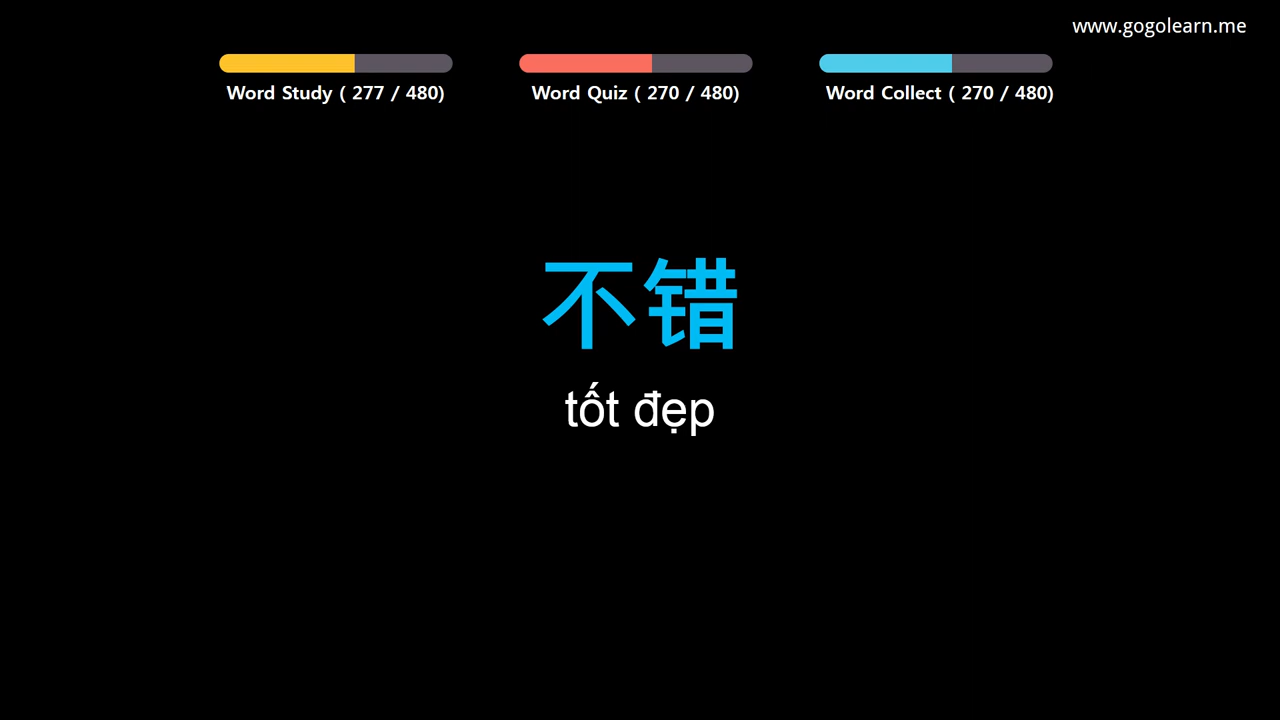 www.gogolearn.me
Word Study ( 277 / 480)
Word Quiz ( 270 / 480)
Word Collect ( 270 / 480)
不错
tốt đẹp